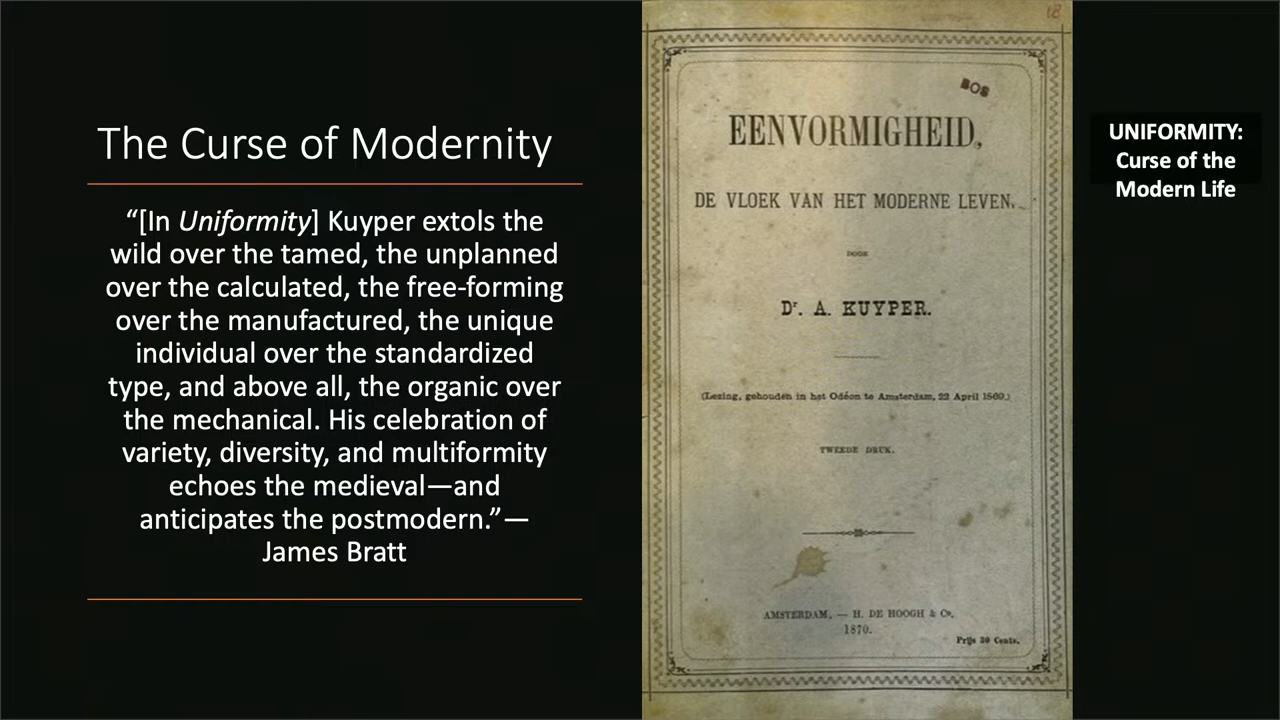 The Curse of Modernity
“[In Uniformity] Kuyper extols the
wild over the tamed, the unplanned
over the calculated, the free-forming
over the manufactured, the unique
individual over the standardized
type, and above all, the organic over
the mechanical. His celebration of
variety, diversity, and multiformity
echoes the medieval—and
anticipates the postmodern.”—
James Bratt
18
BOS
EENVORMIGHEID,
DE VLOEK VAN HET MODERNE LEVEN.
DOOR
Dr. A. KUYPER.
(Lezing, gehouden in het Odéon te Amsterdam, 22 April 1869.)
TWEEDE DRUK.
AMSTERDAM, — H. DE HOOGH & Co.
1870.
Prijs 30 Cents.
UNIFORMITY:
Curse of the
Modern Life